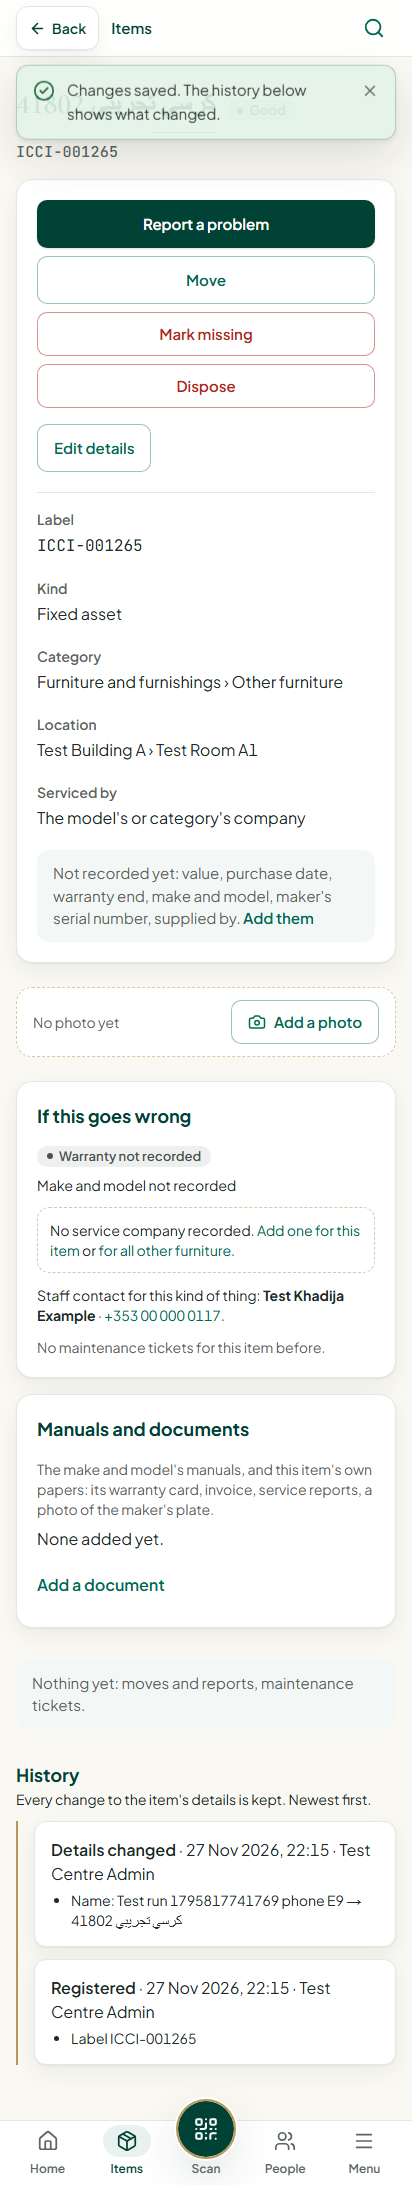 Back
Items
Changes saved. The history below
shows what changed.
كرسي تجريبي 41802
Good
ICCI-001265
Report a problem
Move
Mark missing
Dispose
Edit details
Label
ICCI-001265
Kind
Fixed asset
Category
Furniture and furnishings › Other furniture
Location
Test Building A › Test Room A1
Serviced by
The model's or category's company
Not recorded yet: value, purchase date,
warranty end, make and model, maker's
serial number, supplied by. Add them
No photo yet
Add a photo
If this goes wrong
Warranty not recorded
Make and model not recorded
No service company recorded. Add one for this
item or for all other furniture.
Staff contact for this kind of thing: Test Khadija
Example · +353 00 000 0117.
No maintenance tickets for this item before.
Manuals and documents
The make and model's manuals, and this item's own
papers: its warranty card, invoice, service reports, a
photo of the maker's plate.
None added yet.
Add a document
Nothing yet: moves and reports, maintenance
tickets.
History
Every change to the item's details is kept. Newest first.
Details changed · 27 Nov 2026, 22:15 · Test
Centre Admin
Name: Test run 1795817741769 phone E9 →
كرسي تجريبي 41802
Registered · 27 Nov 2026, 22:15 · Test
Centre Admin
Label ICCI-001265
Home
Items
Scan
People
Menu